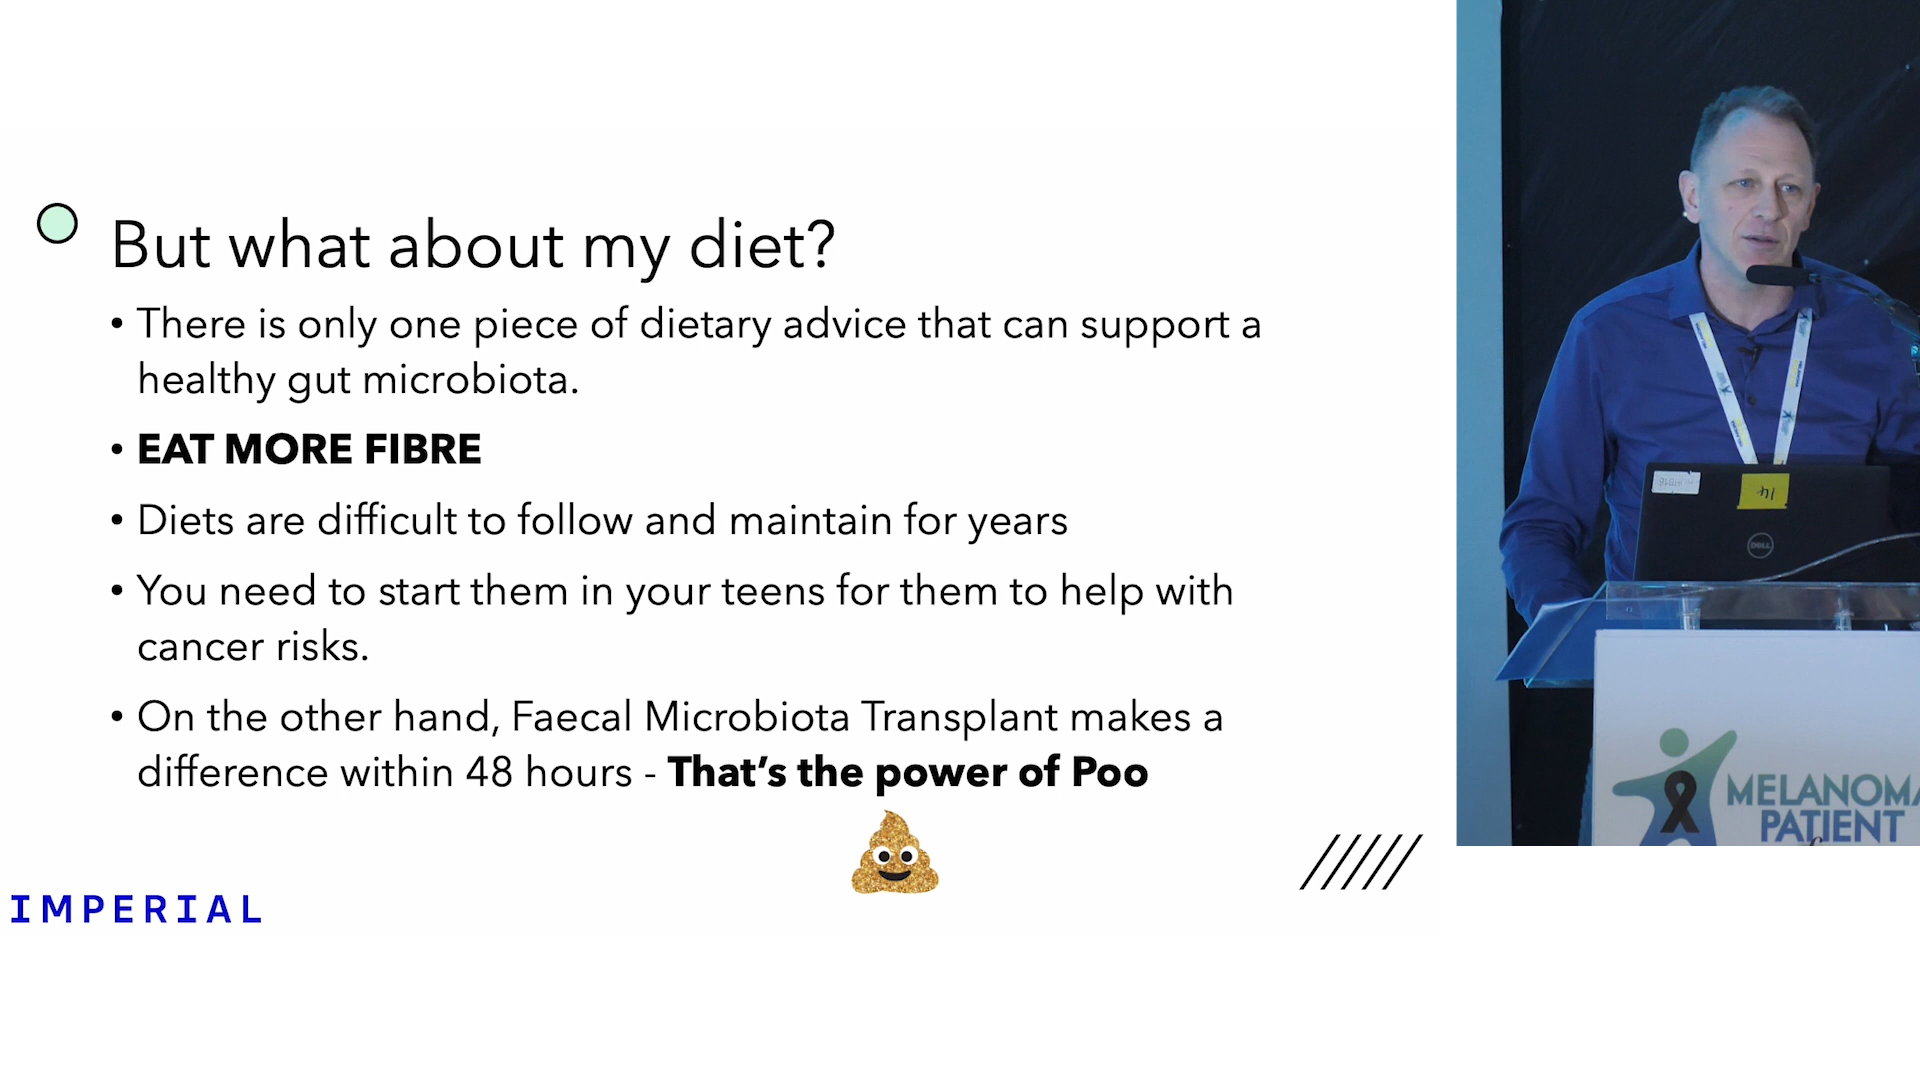 But what about my diet?
• There is only one piece of dietary advice that can support a
healthy gut microbiota.
• EAT MORE FIBRE
• Diets are difficult to follow and maintain for years
• You need to start them in your teens for them to help with
cancer risks.
• On the other hand, Faecal Microbiota Transplant makes a
difference within 48 hours - That's the power of Poo
IMPERIAL
14
DELL
MELANOMA
PATIENT